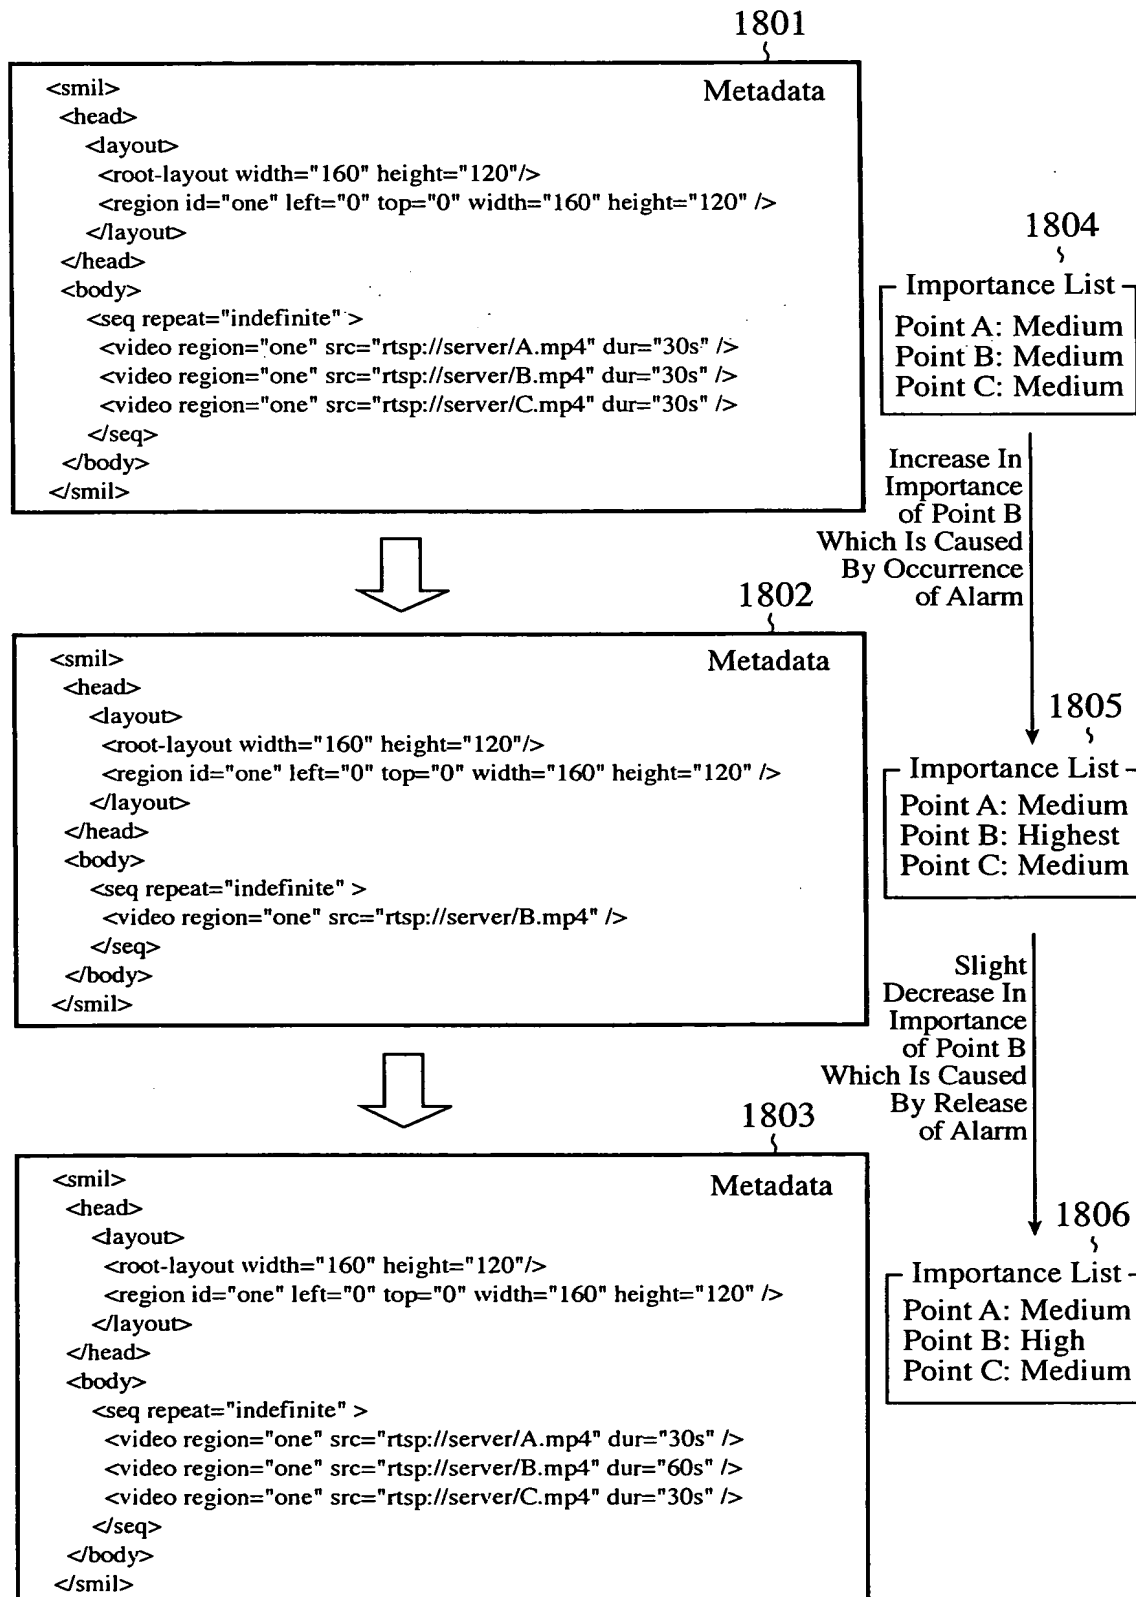 1801
Metadata
<smil>
<head>
<layout>
<root-layout width="160" height="120"/>
<region id="one" left="0" top="0" width="160" height="120" />
</layout>
</head>
<body>
<seq repeat="indefinite" >
<video region="one" src="rtsp://server/A.mp4" dur="30s" />
<video region="one" src="rtsp://server/B.mp4" dur="30s" />
<video region="one" src="rtsp://server/C.mp4" dur="30s" />
</seq>
</body>
</smil>
1804
Importance List
Point A: Medium
Point B: Medium
Point C: Medium
Increase In
Importance
of Point B
Which Is Caused
By Occurrence
of Alarm
1802
Metadata
<smil>
<head>
<layout>
<root-layout width="160" height="120"/>
<region id="one" left="0" top="0" width="160" height="120" />
</layout>
</head>
<body>
<seq repeat="indefinite" >
<video region="one" src="rtsp://server/B.mp4" />
</seq>
</body>
</smil>
1805
Importance List
Point A: Medium
Point B: Highest
Point C: Medium
Slight
Decrease In
Importance
of Point B
Which Is Caused
By Release
of Alarm
1803
Metadata
<smil>
<head>
<layout>
<root-layout width="160" height="120"/>
<region id="one" left="0" top="0" width="160" height="120" />
</layout>
</head>
<body>
<seq repeat="indefinite" >
<video region="one" src="rtsp://server/A.mp4" dur="30s" />
<video region="one" src="rtsp://server/B.mp4" dur="60s" />
<video region="one" src="rtsp://server/C.mp4" dur="30s" />
</seq>
</body>
</smil>
1806
Importance List
Point A: Medium
Point B: High
Point C: Medium